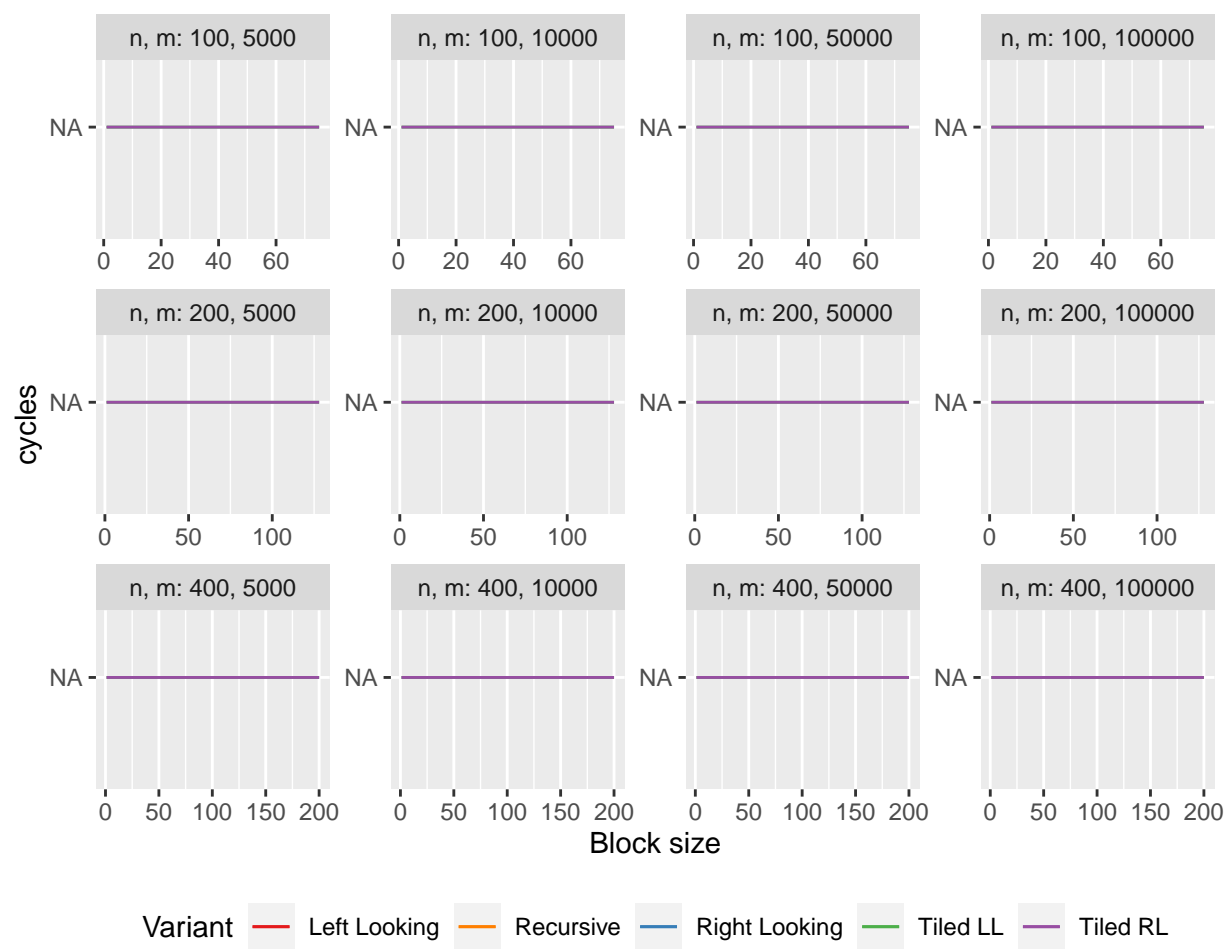 n, m: 100, 5000
n, m: 100, 10000
n, m: 100, 50000
n, m: 100, 100000
NA
NA
NA
NA
0 20 40 60
0 20 40 60
0 20 40 60
0 20 40 60
n, m: 200, 5000
n, m: 200, 10000
n, m: 200, 50000
n, m: 200, 100000
cycles
NA
NA
NA
NA
0 50 100
0 50 100
0 50 100
0 50 100
n, m: 400, 5000
n, m: 400, 10000
n, m: 400, 50000
n, m: 400, 100000
NA
NA
NA
NA
0 50 100 150 200
0 50 100 150 200
0 50 100 150 200
0 50 100 150 200
Block size
Variant Left Looking Recursive Right Looking Tiled LL Tiled RL